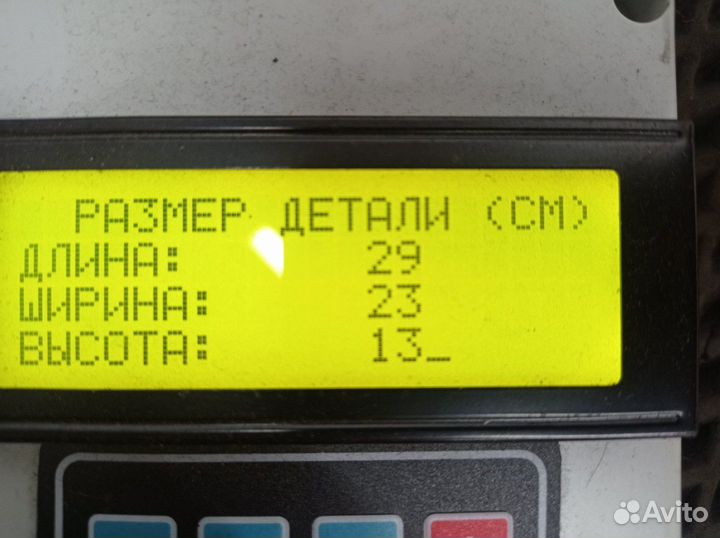 РАЗМЕР ДЕТАЛИ (СМ)
ДЛИНА: 29
ШИРИНА: 23
ВЫСОТА: 13_
Avito